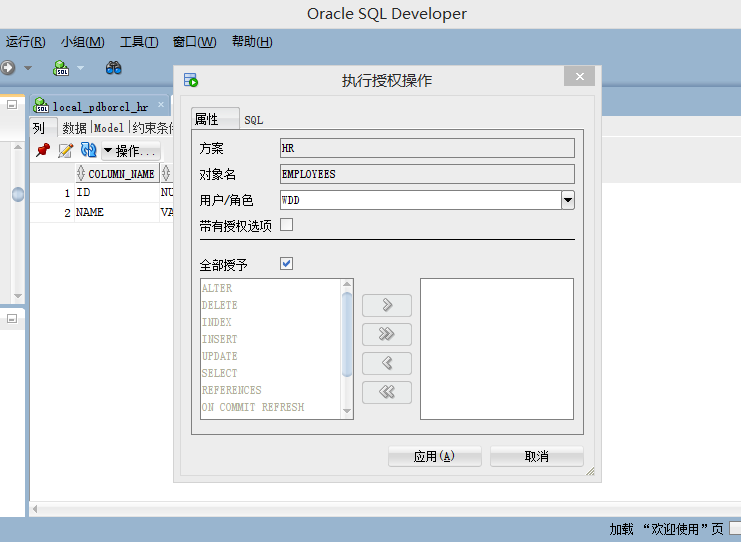 Oracle SQL Developer
运行(R) 小组(M) 工具(T) 窗口(W) 帮助(H)
SQL
执行授权操作
SQL local_pdborcl_hr
列 数据 Model 约束条件
操作...
COLUMN_NAME
1 ID NU
2 NAME VA
属性 SQL
方案 HR
对象名 EMPLOYEES
用户/角色 WDD
带有授权选项
全部授予
ALTER
DELETE
INDEX
INSERT
UPDATE
SELECT
REFERENCES
ON COMMIT REFRESH
应用(A) 取消
加载 “欢迎使用”页